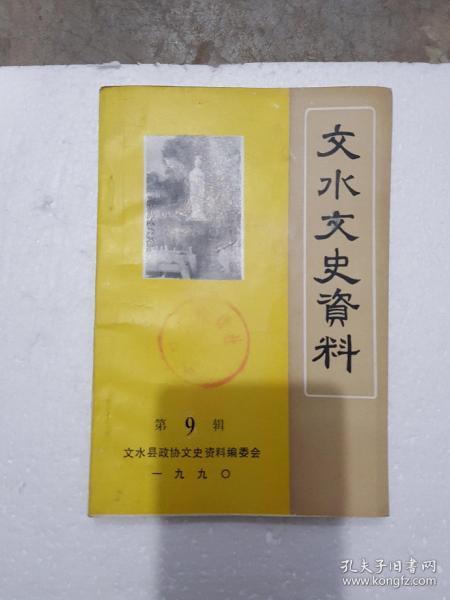 文水文史資料
第 9 辑
文水县政协文史资料编委会
一九九〇
孔夫子旧书网
www.kongfz.com